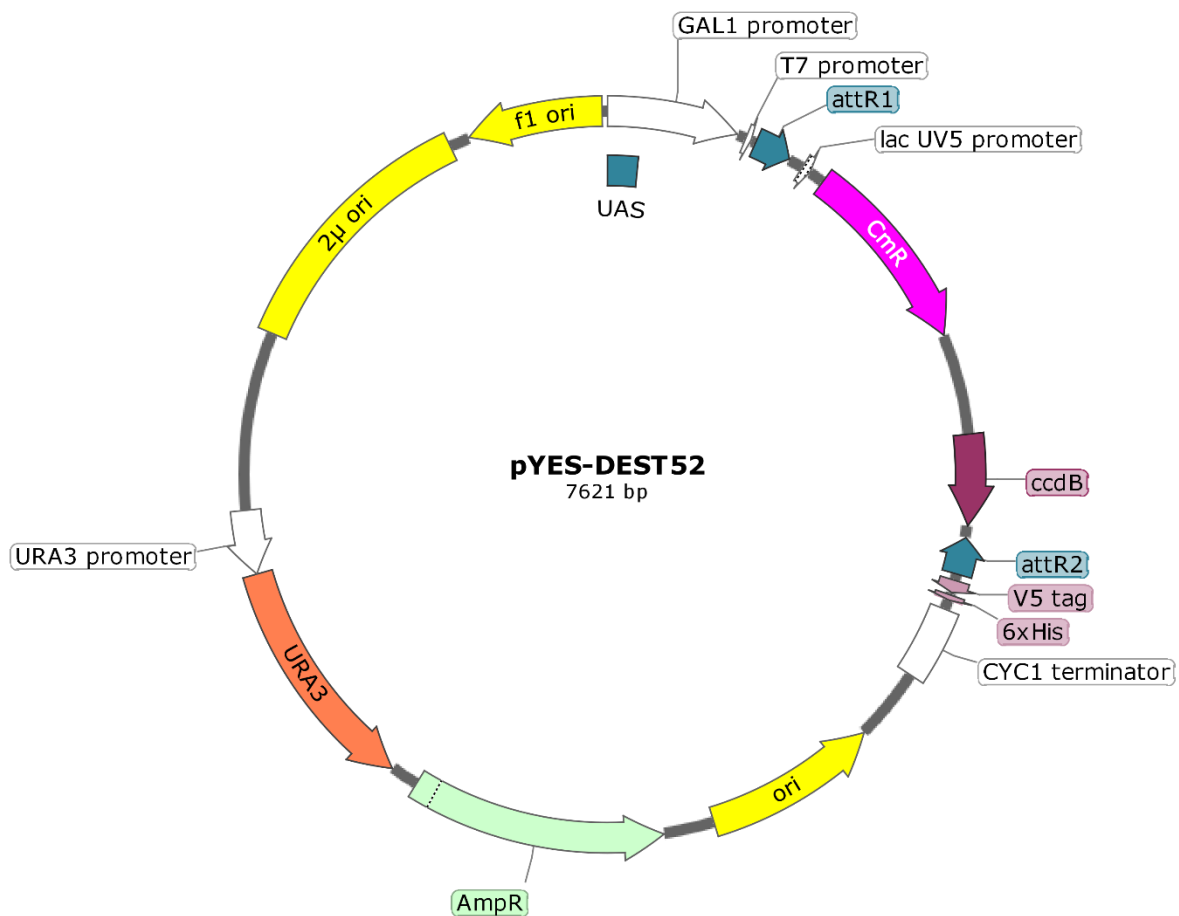 GAL1 promoter
T7 promoter
attR1
lac UV5 promoter
f1 ori
UAS
2μ ori
CmR
pYES-DEST52
7621 bp
ccdB
attR2
V5 tag
6xHis
CYC1 terminator
URA3 promoter
URA3
ori
AmpR